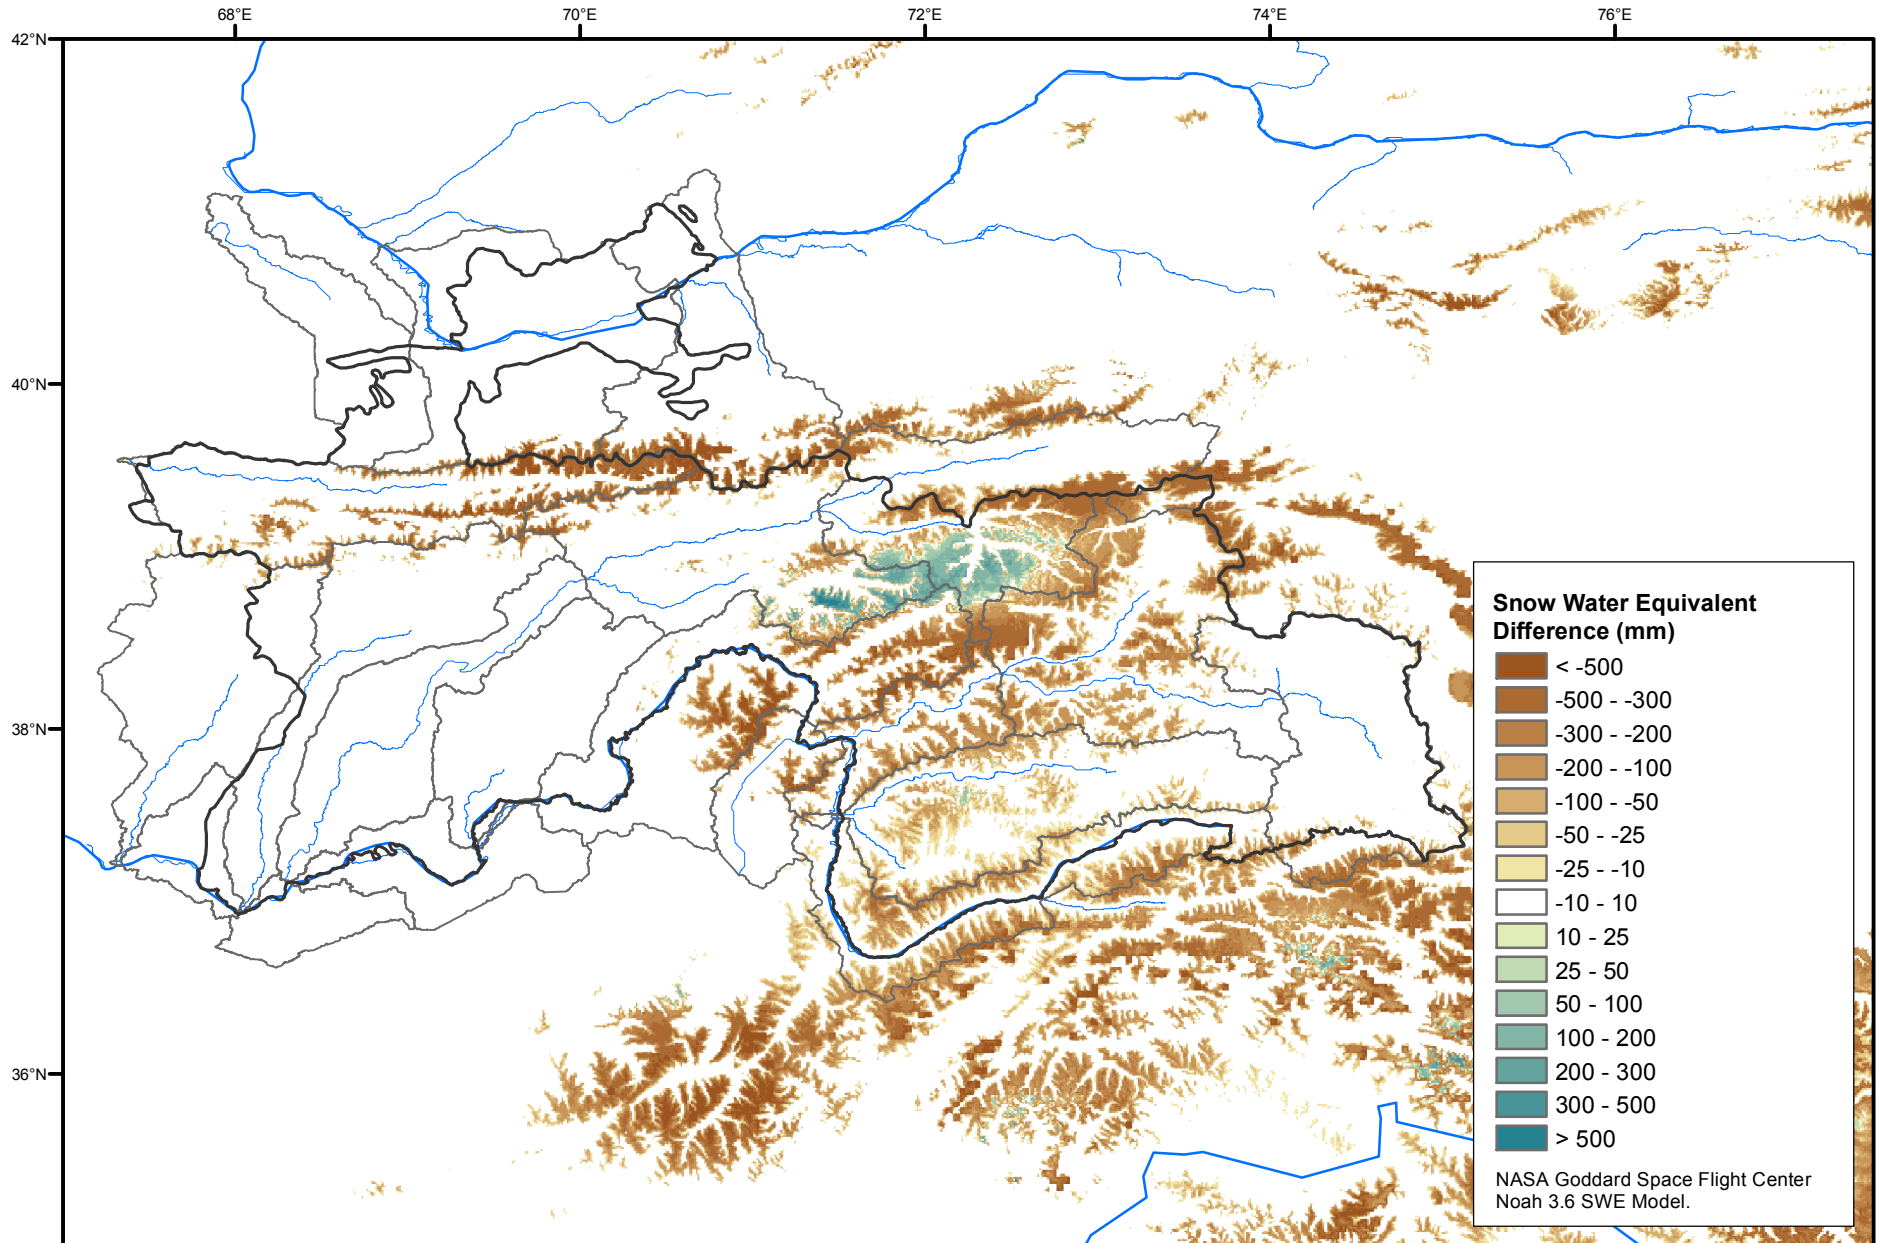 68°E
70°E
72°E
74°E
76°E
42°N
40°N
38°N
36°N
Snow Water Equivalent
Difference (mm)
< -500
-500 - -300
-300 - -200
-200 - -100
-100 - -50
-50 - -25
-25 - -10
-10 - 10
10 - 25
25 - 50
50 - 100
100 - 200
200 - 300
300 - 500
> 500
NASA Goddard Space Flight Center
Noah 3.6 SWE Model.